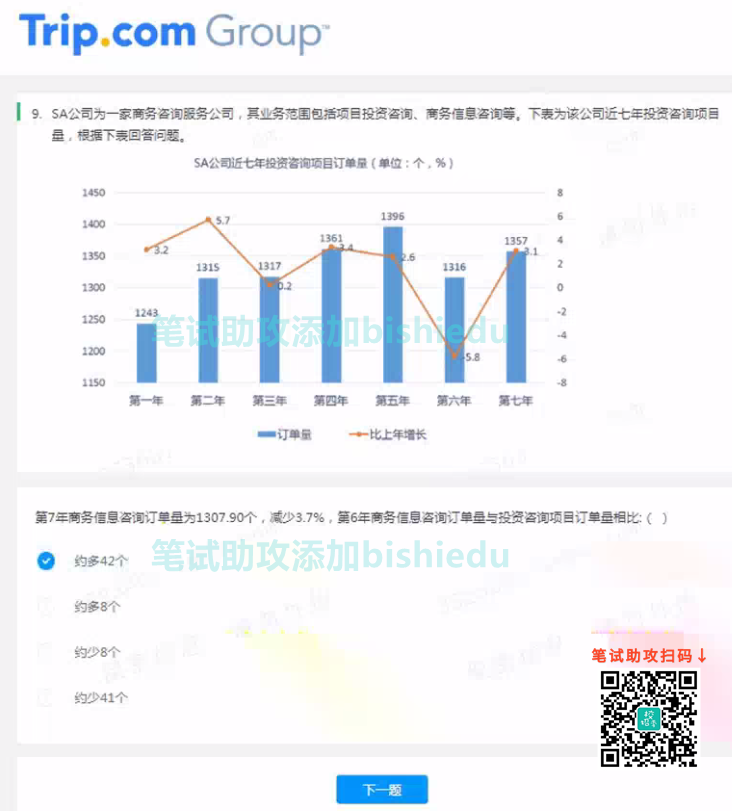 Trip.com Group™
9. SA公司为一家商务咨询服务公司，其业务范围包括项目投资咨询、商务信息咨询等。下表为该公司近七年投资咨询项目
量，根据下表回答问题。
SA公司近七年投资咨询项目订单量（单位：个，%）
1450
1400
1350
1300
1250
1200
1150
8
6
4
2
0
-2
-4
-6
-8
1243
1315
1317
1361
1396
1316
1357
3.2
5.7
0.2
3.4
2.6
-5.8
3.1
笔试助攻添加bishiedu
第一年 第二年 第三年 第四年 第五年 第六年 第七年
订单量 比上年增长
第7年商务信息咨询订单量为1307.90个，减少3.7%，第6年商务信息咨询订单量与投资咨询项目订单量相比:（ ）
笔试助攻添加bishiedu
约多42个
约多8个
约少8个
约少41个
笔试助攻扫码↓
下一题